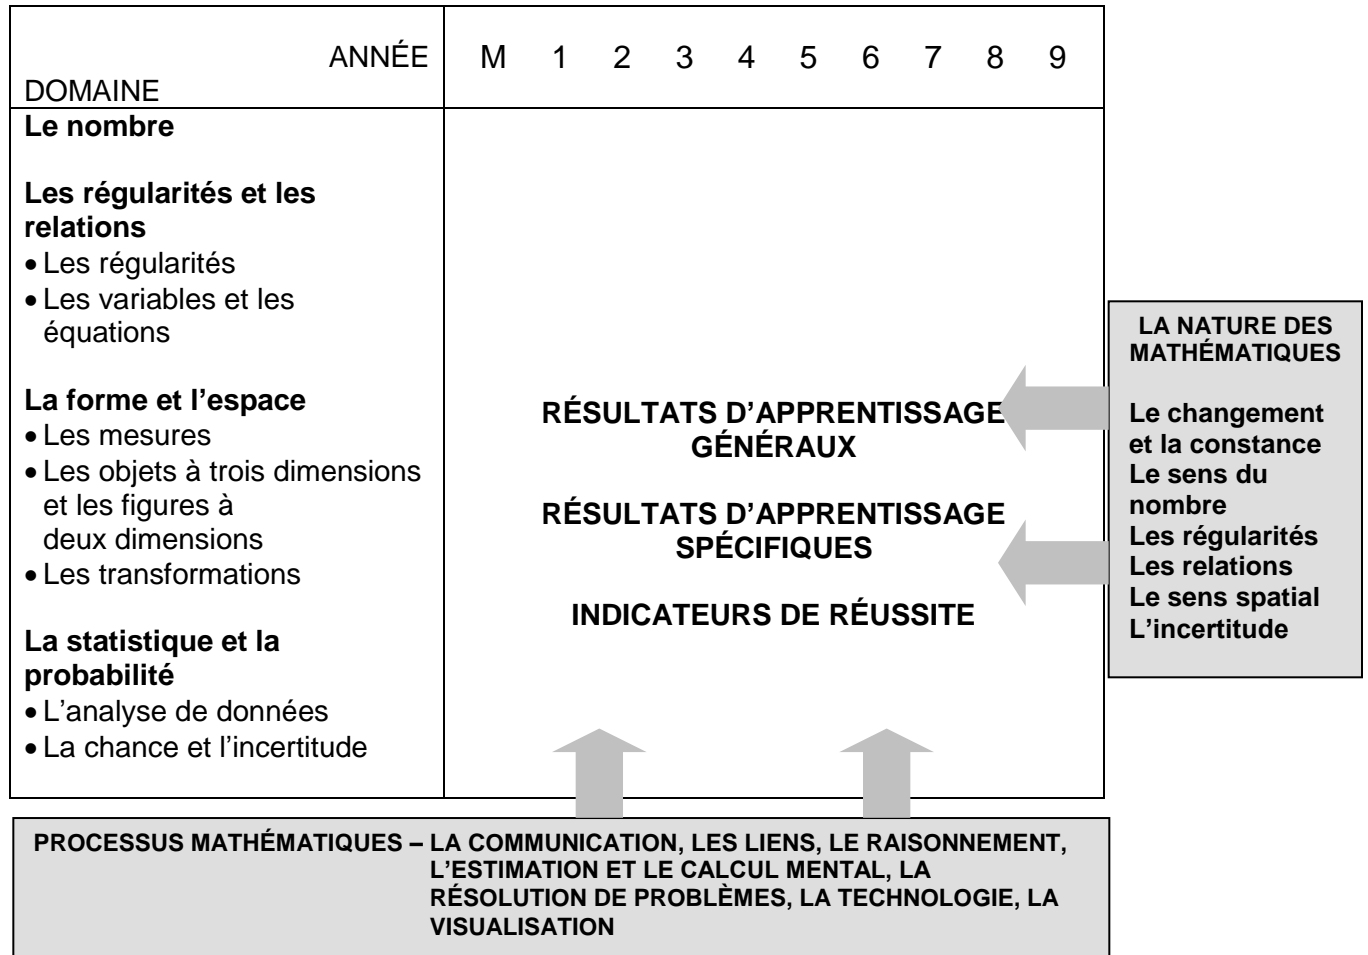 ANNÉE
DOMAINE
M 1 2 3 4 5 6 7 8 9
Le nombre
Les régularités et les
relations
• Les régularités
• Les variables et les
équations
La forme et l’espace
• Les mesures
• Les objets à trois dimensions
et les figures à
deux dimensions
• Les transformations
La statistique et la
probabilité
• L’analyse de données
• La chance et l’incertitude
RÉSULTATS D’APPRENTISSAGE
GÉNÉRAUX
RÉSULTATS D’APPRENTISSAGE
SPÉCIFIQUES
INDICATEURS DE RÉUSSITE
LA NATURE DES
MATHÉMATIQUES
Le changement
et la constance
Le sens du
nombre
Les régularités
Les relations
Le sens spatial
L’incertitude
PROCESSUS MATHÉMATIQUES – LA COMMUNICATION, LES LIENS, LE RAISONNEMENT,
L’ESTIMATION ET LE CALCUL MENTAL, LA
RÉSOLUTION DE PROBLÈMES, LA TECHNOLOGIE, LA
VISUALISATION